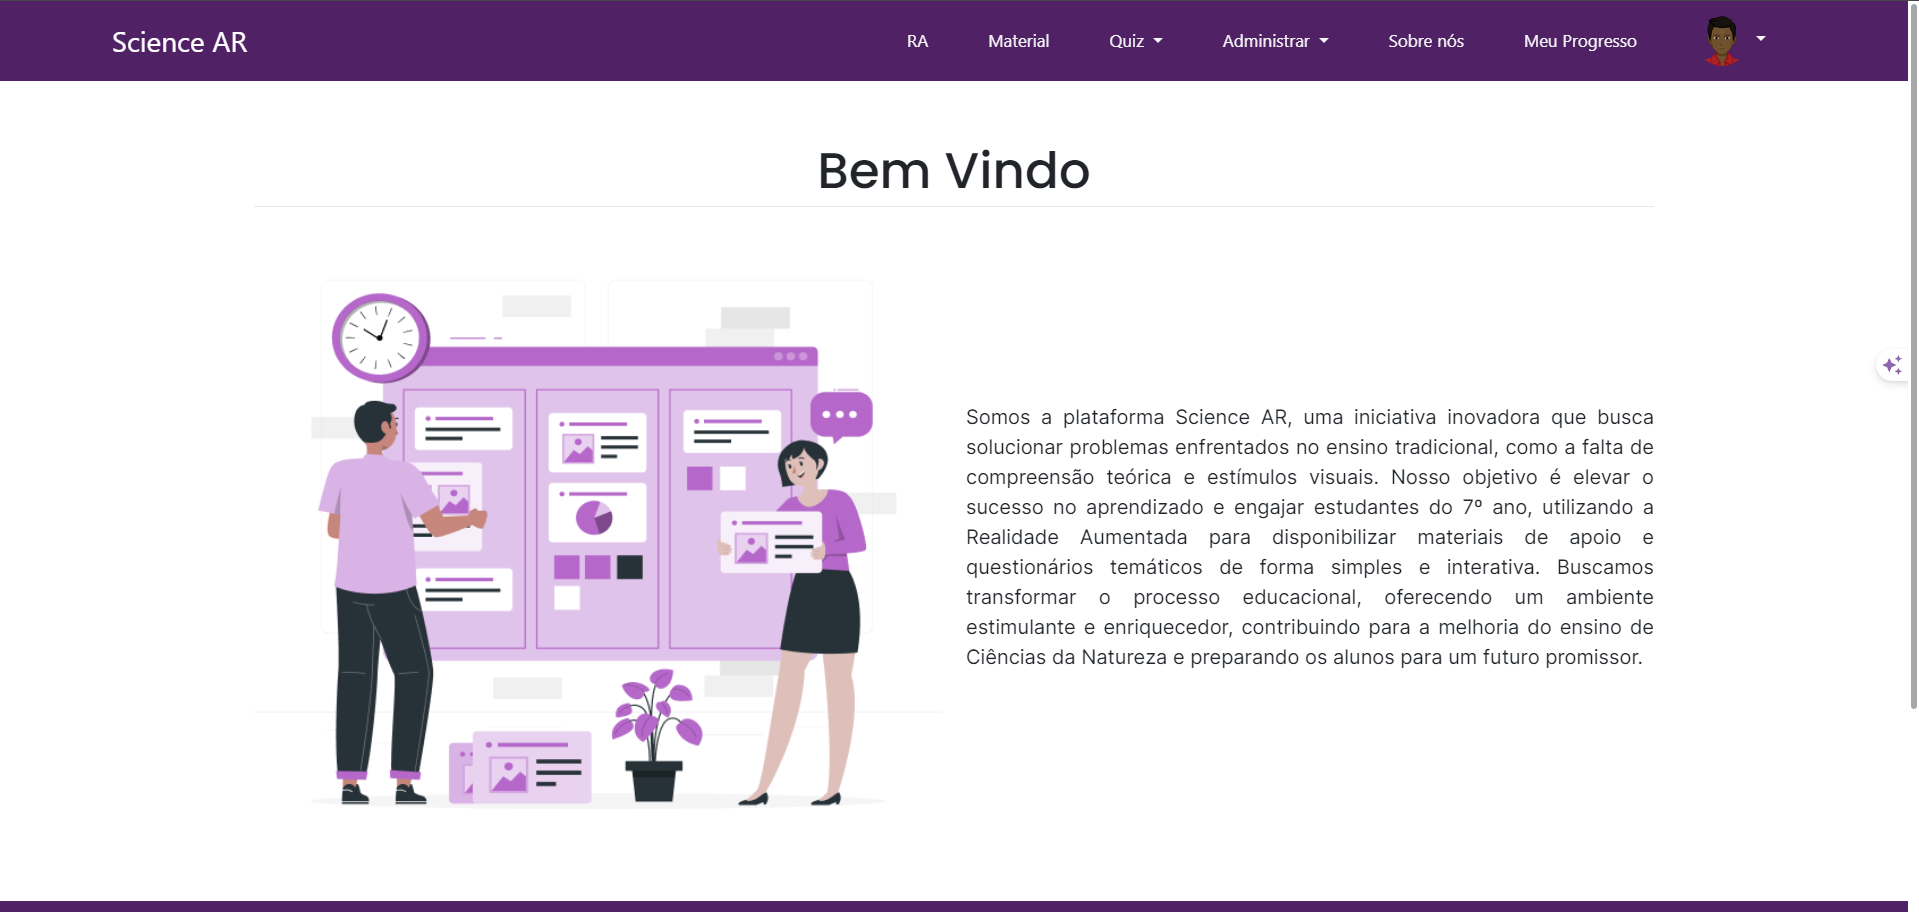 Science AR
RA
Material
Quiz
Administrar
Sobre nós
Meu Progresso
Bem Vindo
Somos a plataforma Science AR, uma iniciativa inovadora que busca
solucionar problemas enfrentados no ensino tradicional, como a falta de
compreensão teórica e estímulos visuais. Nosso objetivo é elevar o
sucesso no aprendizado e engajar estudantes do 7º ano, utilizando a
Realidade Aumentada para disponibilizar materiais de apoio e
questionários temáticos de forma simples e interativa. Buscamos
transformar o processo educacional, oferecendo um ambiente
estimulante e enriquecedor, contribuindo para a melhoria do ensino de
Ciências da Natureza e preparando os alunos para um futuro promissor.